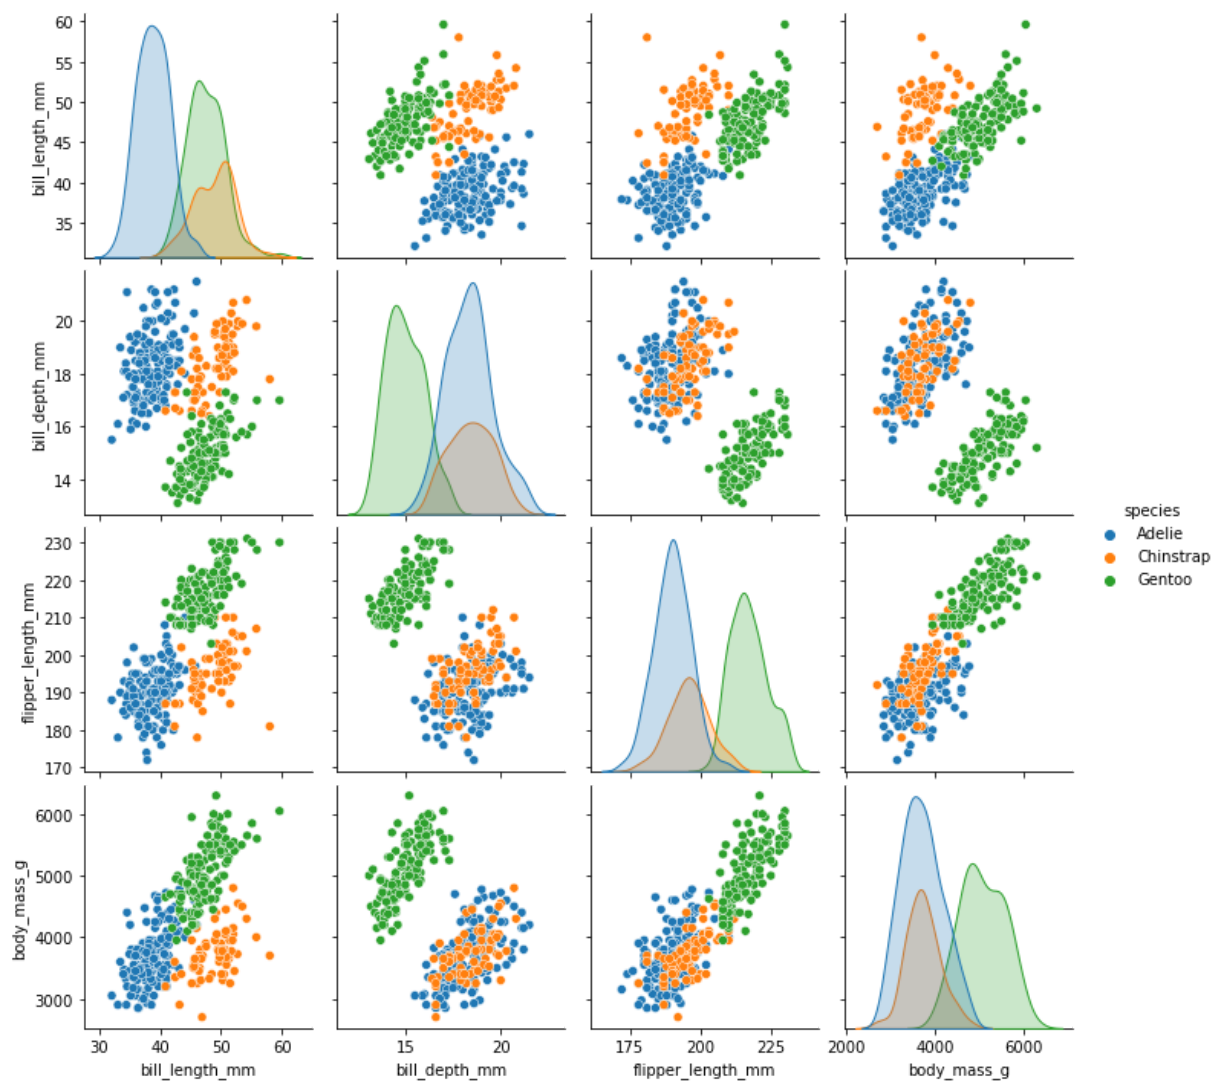 60
55
50
45
40
35
bill_length_mm
20
18
16
14
bill_depth_mm
species
Adelie
Chinstrap
Gentoo
230
220
210
200
190
180
170
flipper_length_mm
6000
5000
4000
3000
body_mass_g
30 40 50 60
15 20
175 200 225
2000 4000 6000
bill_length_mm
bill_depth_mm
flipper_length_mm
body_mass_g